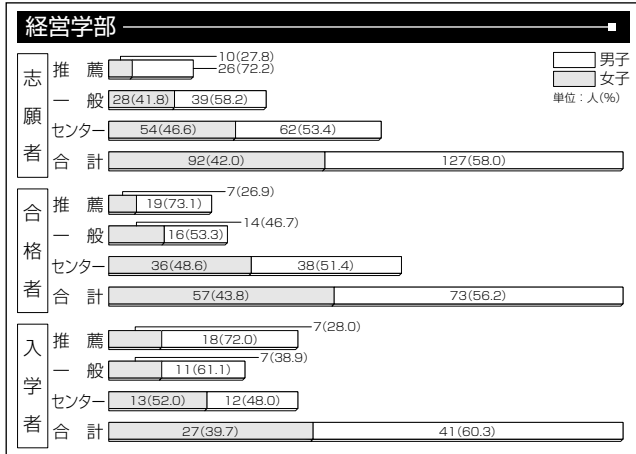 経営学部
男子
女子
単位：人(%)
志願者
推薦 10(27.8) 26(72.2)
一般 28(41.8) 39(58.2)
センター 54(46.6) 62(53.4)
合計 92(42.0) 127(58.0)
合格者
推薦 7(26.9) 19(73.1)
一般 14(46.7) 16(53.3)
センター 36(48.6) 38(51.4)
合計 57(43.8) 73(56.2)
入学者
推薦 7(28.0) 18(72.0)
一般 7(38.9) 11(61.1)
センター 13(52.0) 12(48.0)
合計 27(39.7) 41(60.3)